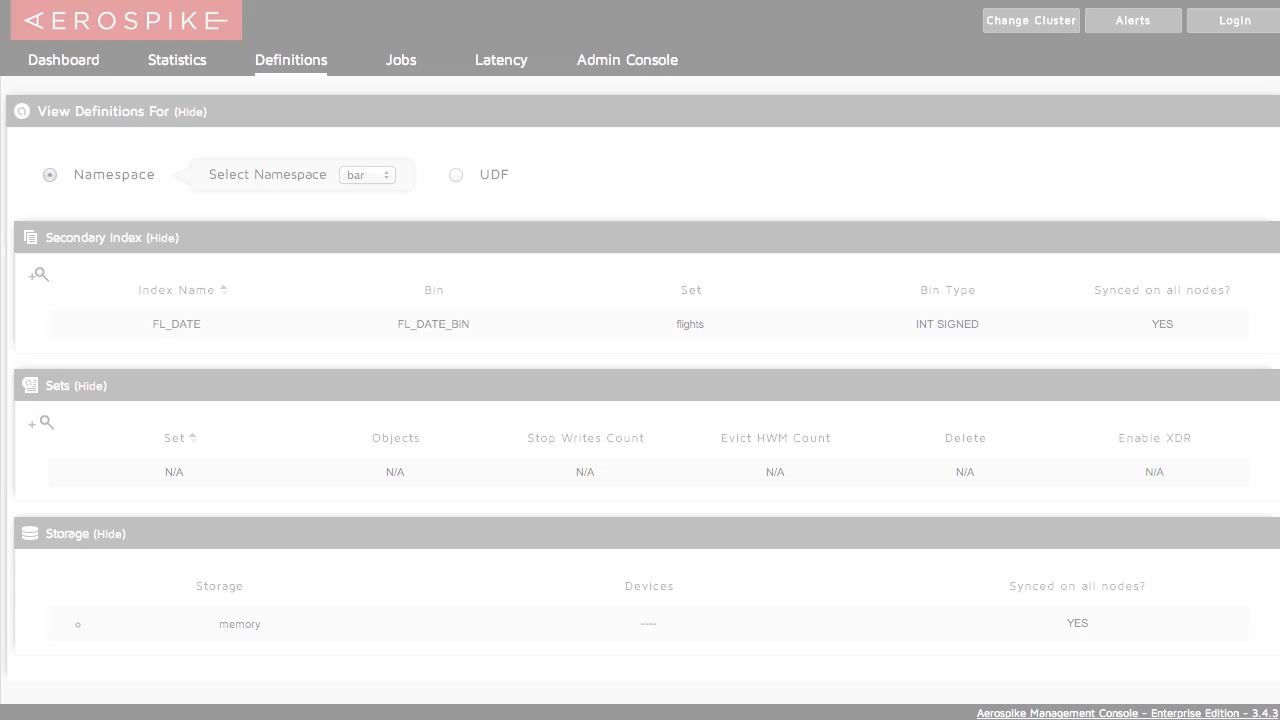 AEROSPIKE
Change Cluster Alerts Login
Dashboard Statistics Definitions Jobs Latency Admin Console
View Definitions For (Hide)
Namespace Select Namespace bar UDF
Secondary Index (Hide)
Index Name Bin Set Bin Type Synced on all nodes?
FL_DATE FL_DATE_BIN flights INT SIGNED YES
Sets (Hide)
Set Objects Stop Writes Count Evict HWM Count Delete Enable XDR
N/A N/A N/A N/A N/A N/A
Storage (Hide)
Storage Devices Synced on all nodes?
memory ---- YES
Aerospike Management Console - Enterprise Edition - 3.4.3